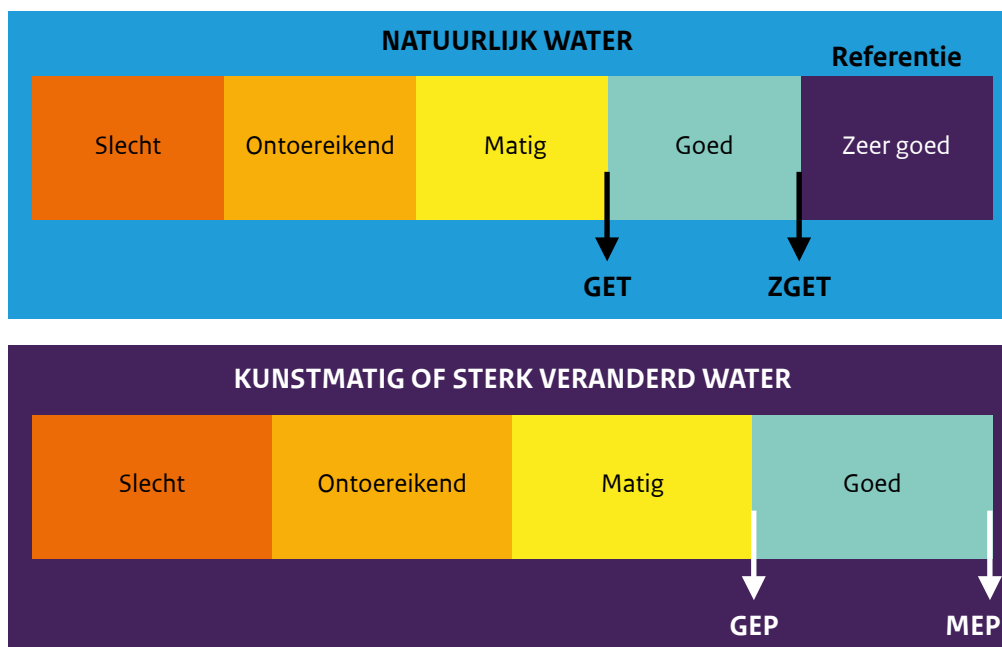 NATUURLIJK WATER
Referentie
Slecht Ontoereikend Matig Goed Zeer goed
GET ZGET
KUNSTMATIG OF STERK VERANDERD WATER
Slecht Ontoereikend Matig Goed
GEP MEP